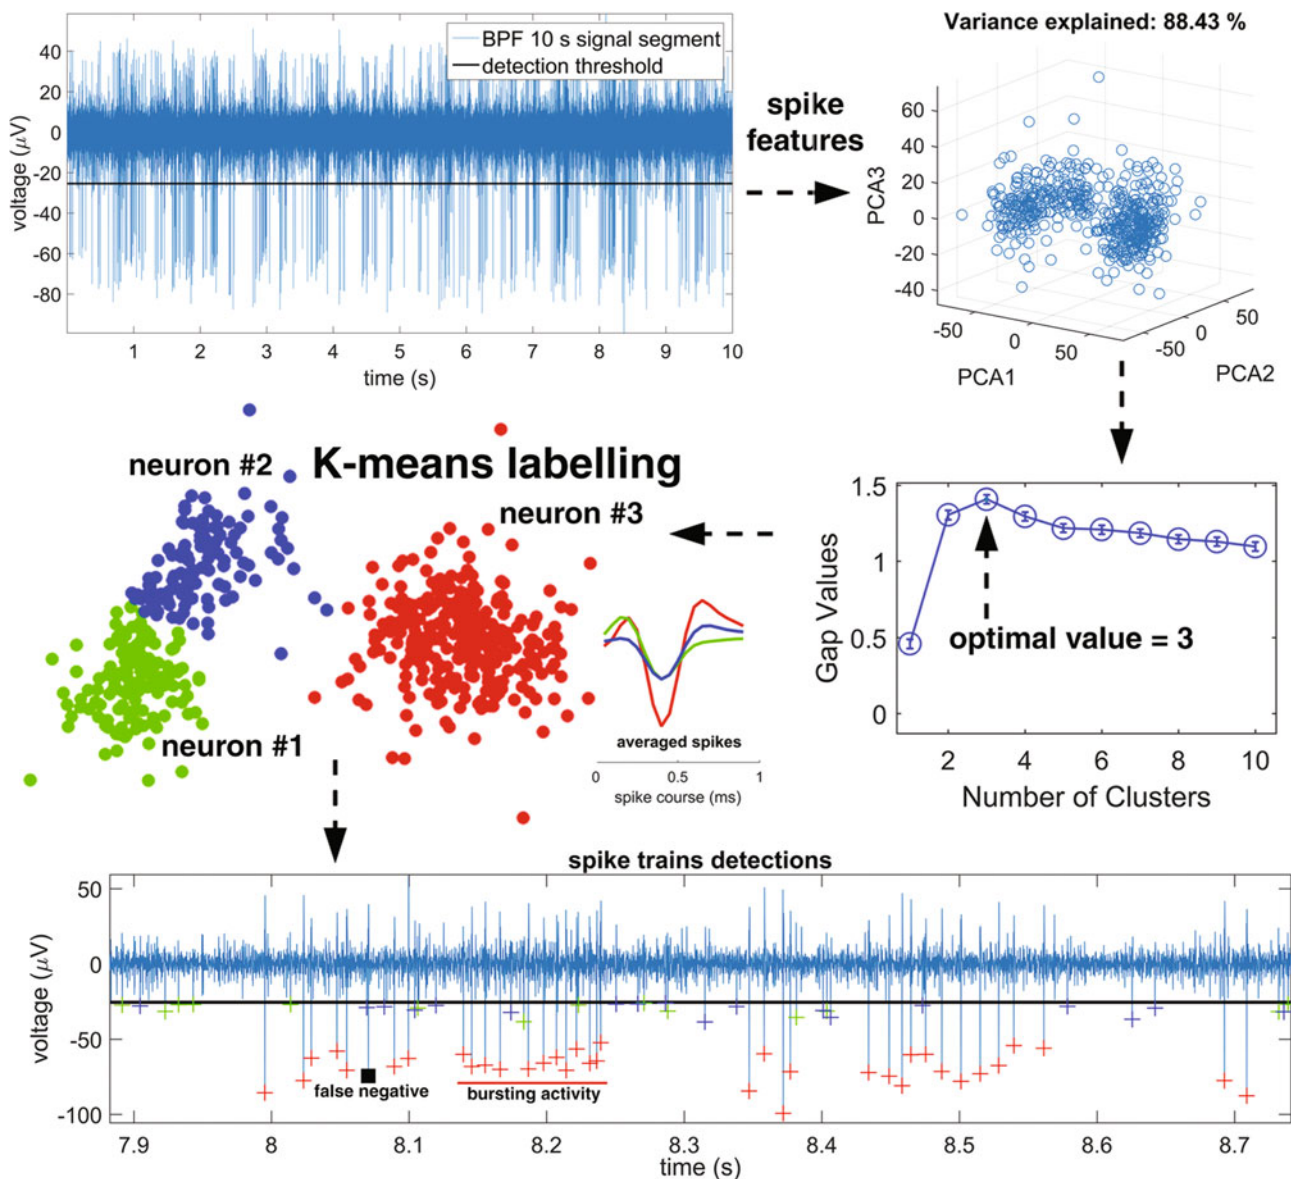 BPF 10 s signal segment
detection threshold
40
20
0
-20
-40
-60
-80
voltage (μV)
1 2 3 4 5 6 7 8 9 10
time (s)
spike
features
Variance explained: 88.43 %
60
40
20
0
-20
-40
PCA3
-50 0 50
PCA1
-50 0 50
PCA2
K-means labelling
neuron #2
neuron #3
neuron #1
averaged spikes
0 0.5 1
spike course (ms)
1.5
1
0.5
0
Gap Values
optimal value = 3
2 4 6 8 10
Number of Clusters
spike trains detections
50
0
-50
-100
voltage (μV)
false negative
bursting activity
7.9 8 8.1 8.2 8.3 8.4 8.5 8.6 8.7
time (s)